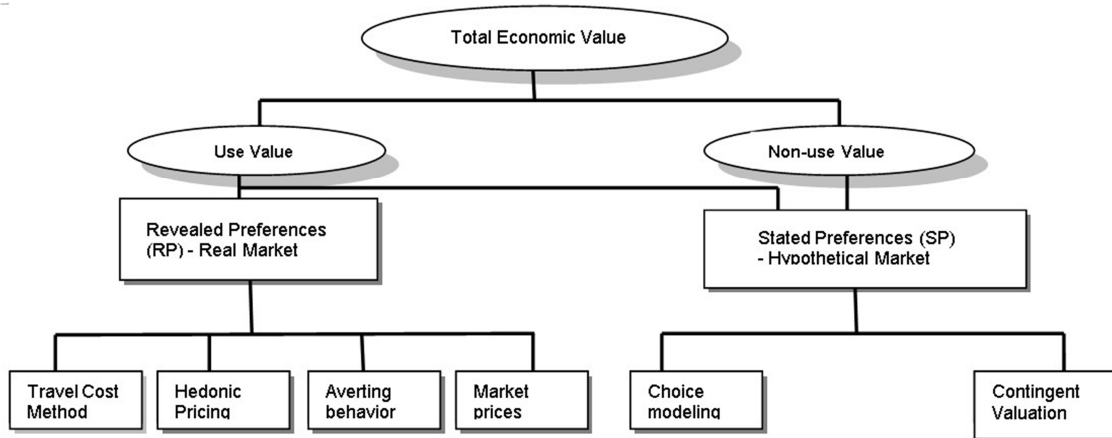 Total Economic Value
Use Value
Non-use Value
Revealed Preferences
(RP) - Real Market
Stated Preferences (SP)
- Hypothetical Market
Travel Cost
Method
Hedonic
Pricing
Averting
behavior
Market
prices
Choice
modeling
Contingent
Valuation